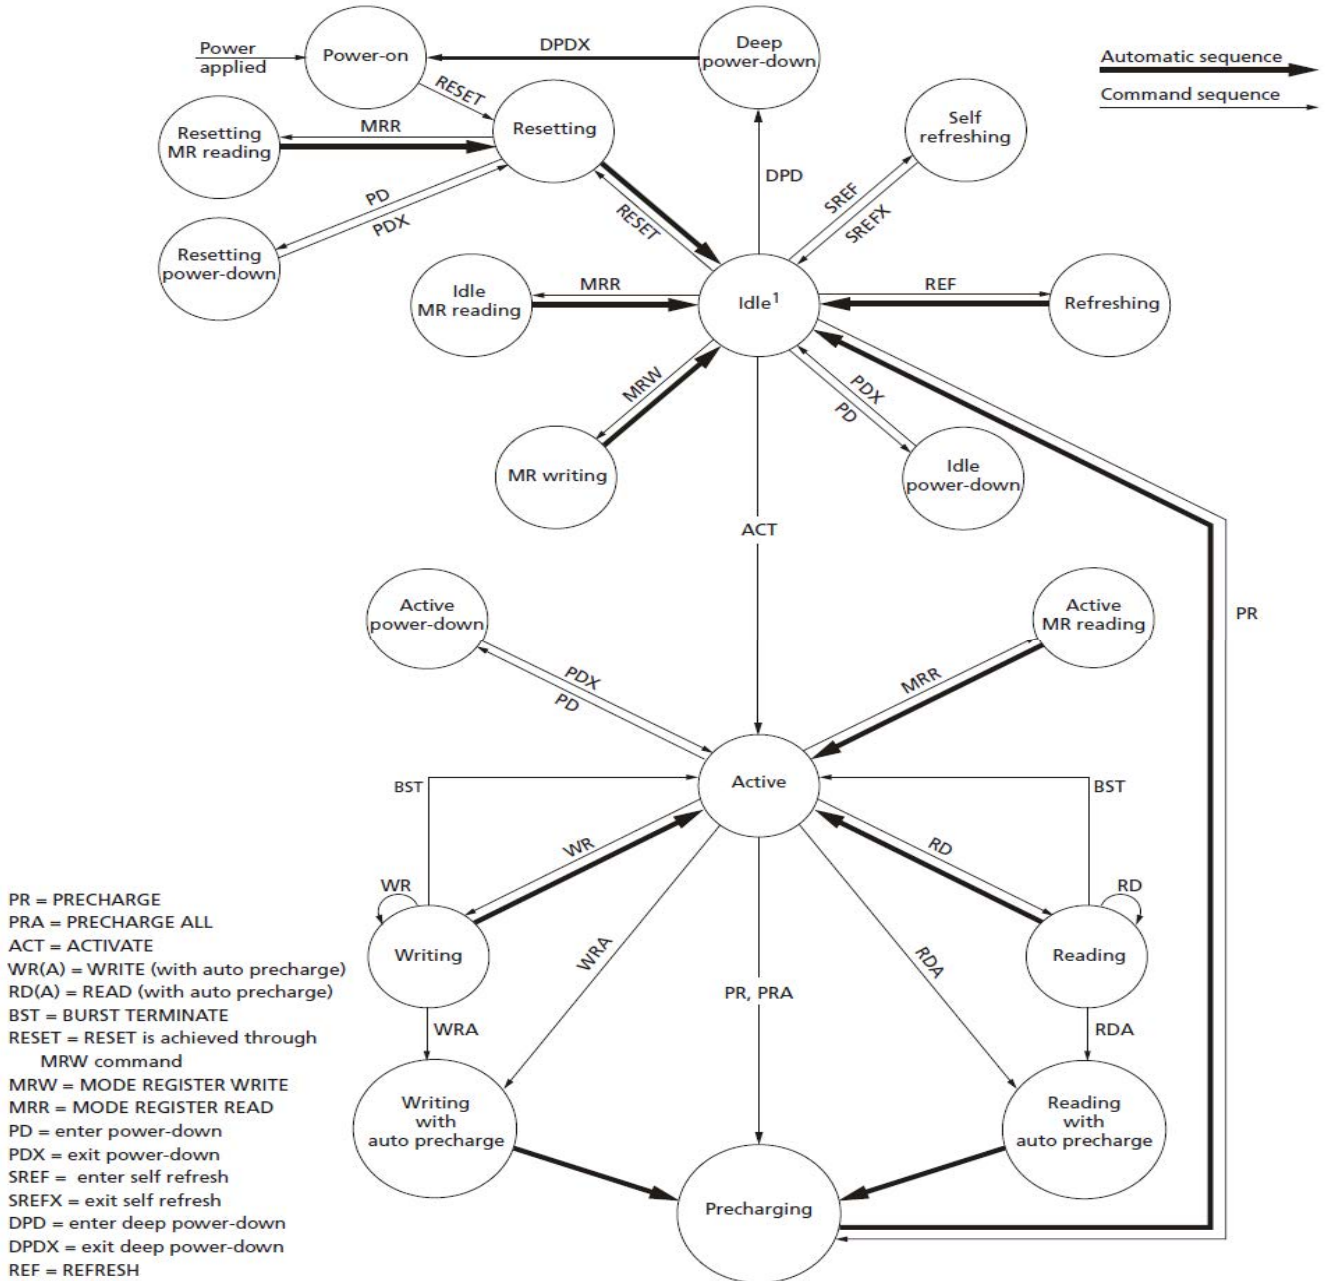 Power
applied
Power-on
DPDX
Deep
power-down
Automatic sequence
Command sequence
RESET
Resetting
MR reading
MRR
Resetting
Self
refreshing
DPD
PD
PDX
RESET
SREF
SREFX
Resetting
power-down
Idle
MR reading
MRR
Idle¹
REF
Refreshing
MRW
PDX
PD
MR writing
Idle
power-down
ACT
Active
power-down
Active
MR reading
PR
PDX
PD
MRR
BST
Active
BST
WR
RD
WR
RD
Writing
Reading
WRA
RDA
PR, PRA
WRA
RDA
Writing
with
auto precharge
Reading
with
auto precharge
Precharging
PR = PRECHARGE
PRA = PRECHARGE ALL
ACT = ACTIVATE
WR(A) = WRITE (with auto precharge)
RD(A) = READ (with auto precharge)
BST = BURST TERMINATE
RESET = RESET is achieved through
MRW command
MRW = MODE REGISTER WRITE
MRR = MODE REGISTER READ
PD = enter power-down
PDX = exit power-down
SREF = enter self refresh
SREFX = exit self refresh
DPD = enter deep power-down
DPDX = exit deep power-down
REF = REFRESH